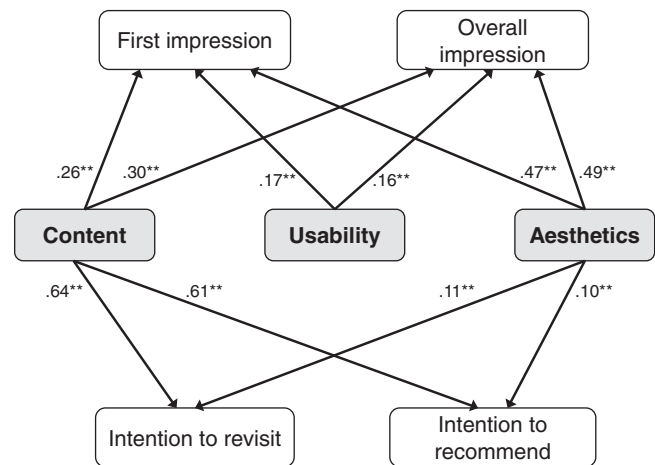 First impression
Overall
impression
.26**
.30**
.17**
.16**
.47**
.49**
Content
Usability
Aesthetics
.64**
.61**
.11**
.10**
Intention to revisit
Intention to
recommend